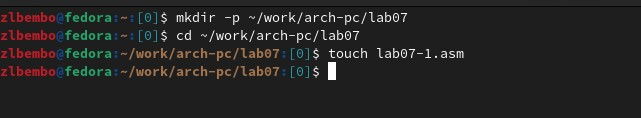 zlbembo@fedora:~:[0]$ mkdir -p ~/work/arch-pc/lab07
zlbembo@fedora:~:[0]$ cd ~/work/arch-pc/lab07
zlbembo@fedora:~/work/arch-pc/lab07:[0]$ touch lab07-1.asm
zlbembo@fedora:~/work/arch-pc/lab07:[0]$